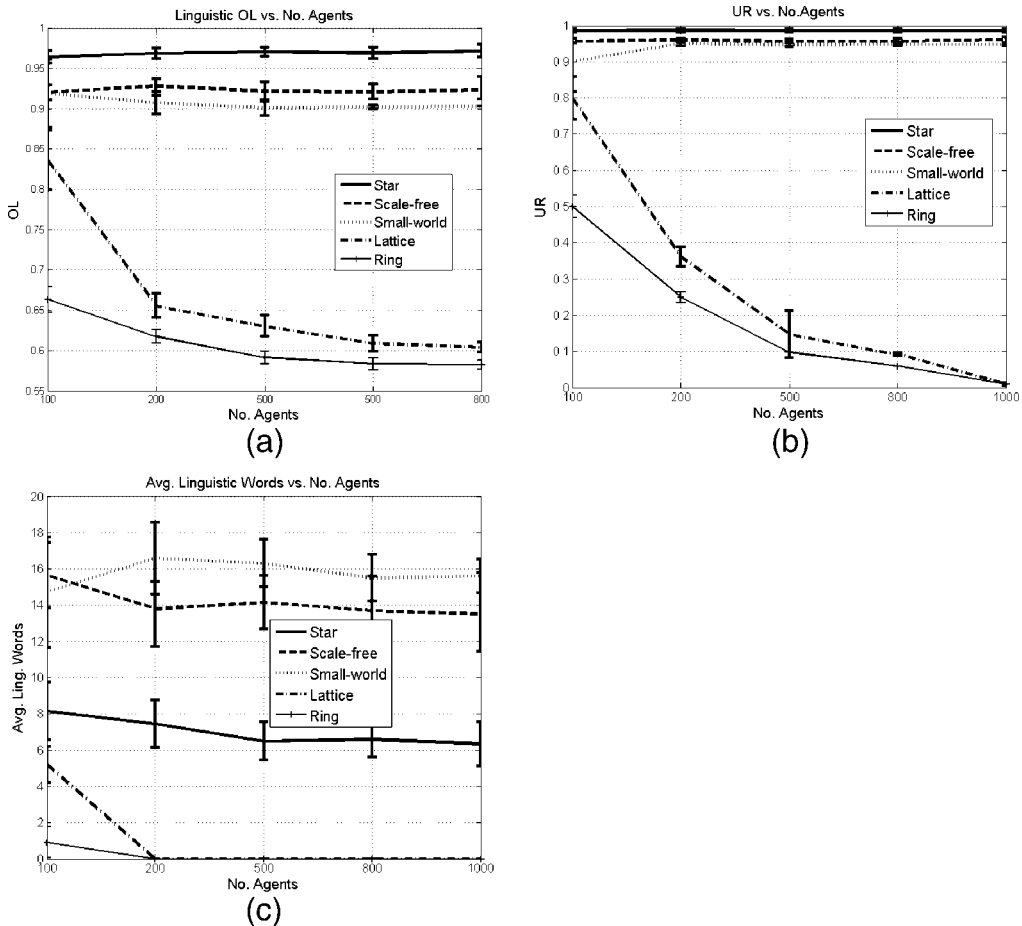 Linguistic OL vs. No. Agents
1
0.95
0.9
0.85
0.8
0.75
0.7
0.65
0.6
0.55
OL
Star
Scale-free
Small-world
Lattice
Ring
100 200 500 500 800
No. Agents
(a)
UR vs. No.Agents
1
0.9
0.8
0.7
0.6
0.5
0.4
0.3
0.2
0.1
0
UR
Star
Scale-free
Small-world
Lattice
Ring
100 200 500 800 1000
No. Agents
(b)
Avg. Linguistic Words vs. No. Agents
20
18
16
14
12
10
8
6
4
2
0
Avg. Ling. Words
Star
Scale-free
Small-world
Lattice
Ring
100 200 500 800 1000
No. Agents
(c)